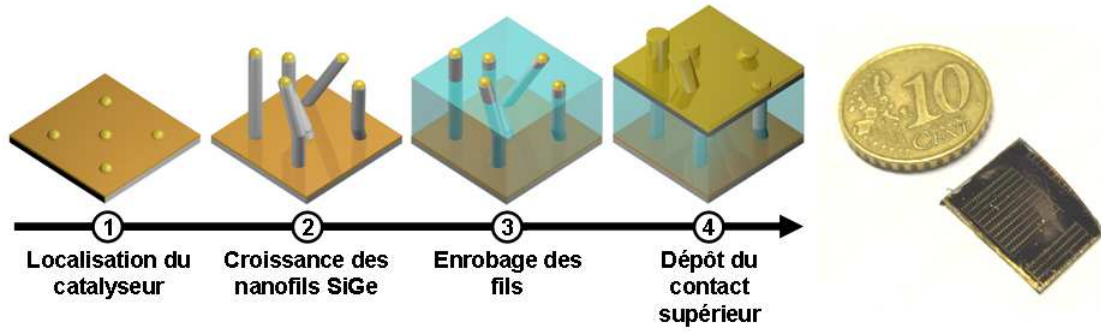 1
Localisation du
catalyseur
2
Croissance des
nanofils SiGe
3
Enrobage des
fils
4
Dépôt du
contact
supérieur
10
CENT